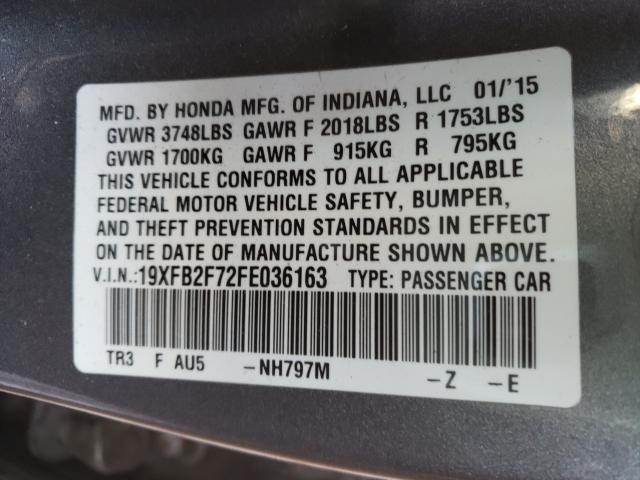 MFD. BY HONDA MFG. OF INDIANA, LLC 01/'15
GVWR 3748LBS GAWR F 2018LBS R 1753LBS
GVWR 1700KG GAWR F 915KG R 795KG
THIS VEHICLE CONFORMS TO ALL APPLICABLE
FEDERAL MOTOR VEHICLE SAFETY, BUMPER,
AND THEFT PREVENTION STANDARDS IN EFFECT
ON THE DATE OF MANUFACTURE SHOWN ABOVE.
V.I.N.:19XFB2F72FE036163 TYPE: PASSENGER CAR
TR3 F AU5 -NH797M -Z -E